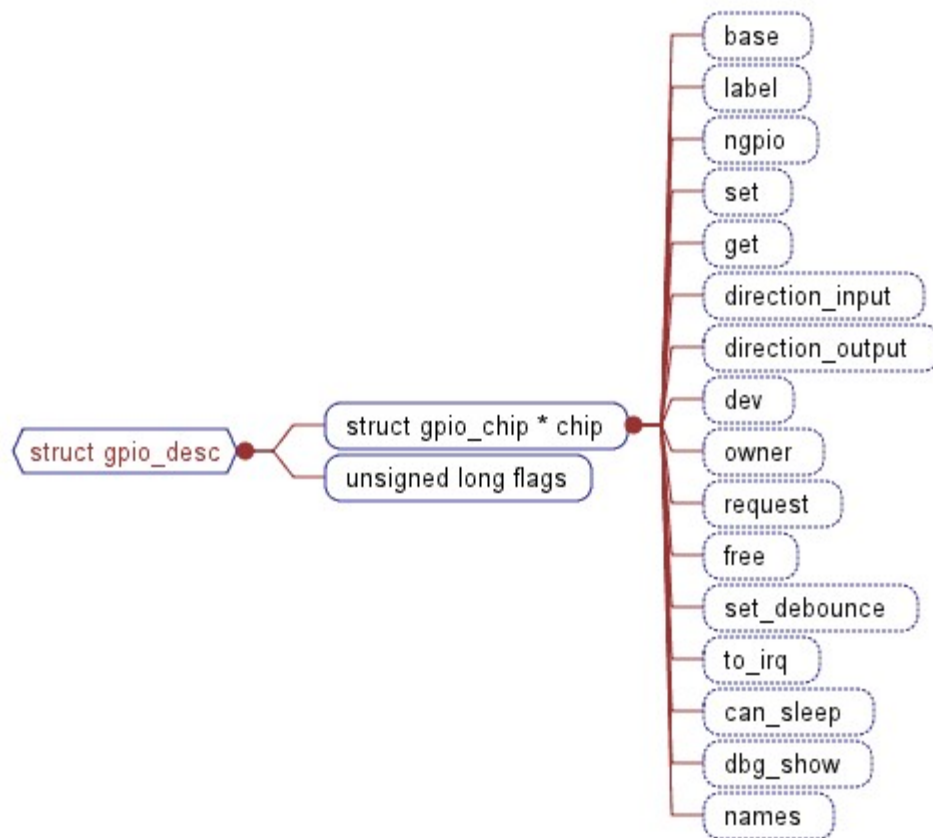 struct gpio_desc
struct gpio_chip * chip
unsigned long flags
base
label
ngpio
set
get
direction_input
direction_output
dev
owner
request
free
set_debounce
to_irq
can_sleep
dbg_show
names